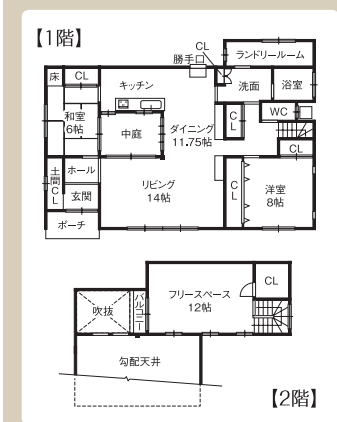 【1階】
CL
ランドリールーム
勝手口
床
CL
キッチン
洗面
浴室
和室
6帖
中庭
ダイニング
11.75帖
CL
WC
CL
土間CL
ホール
玄関
リビング
14帖
CL
洋室
8帖
ポーチ
フリースペース
12帖
CL
吹抜
バルコニー
勾配天井
【2階】